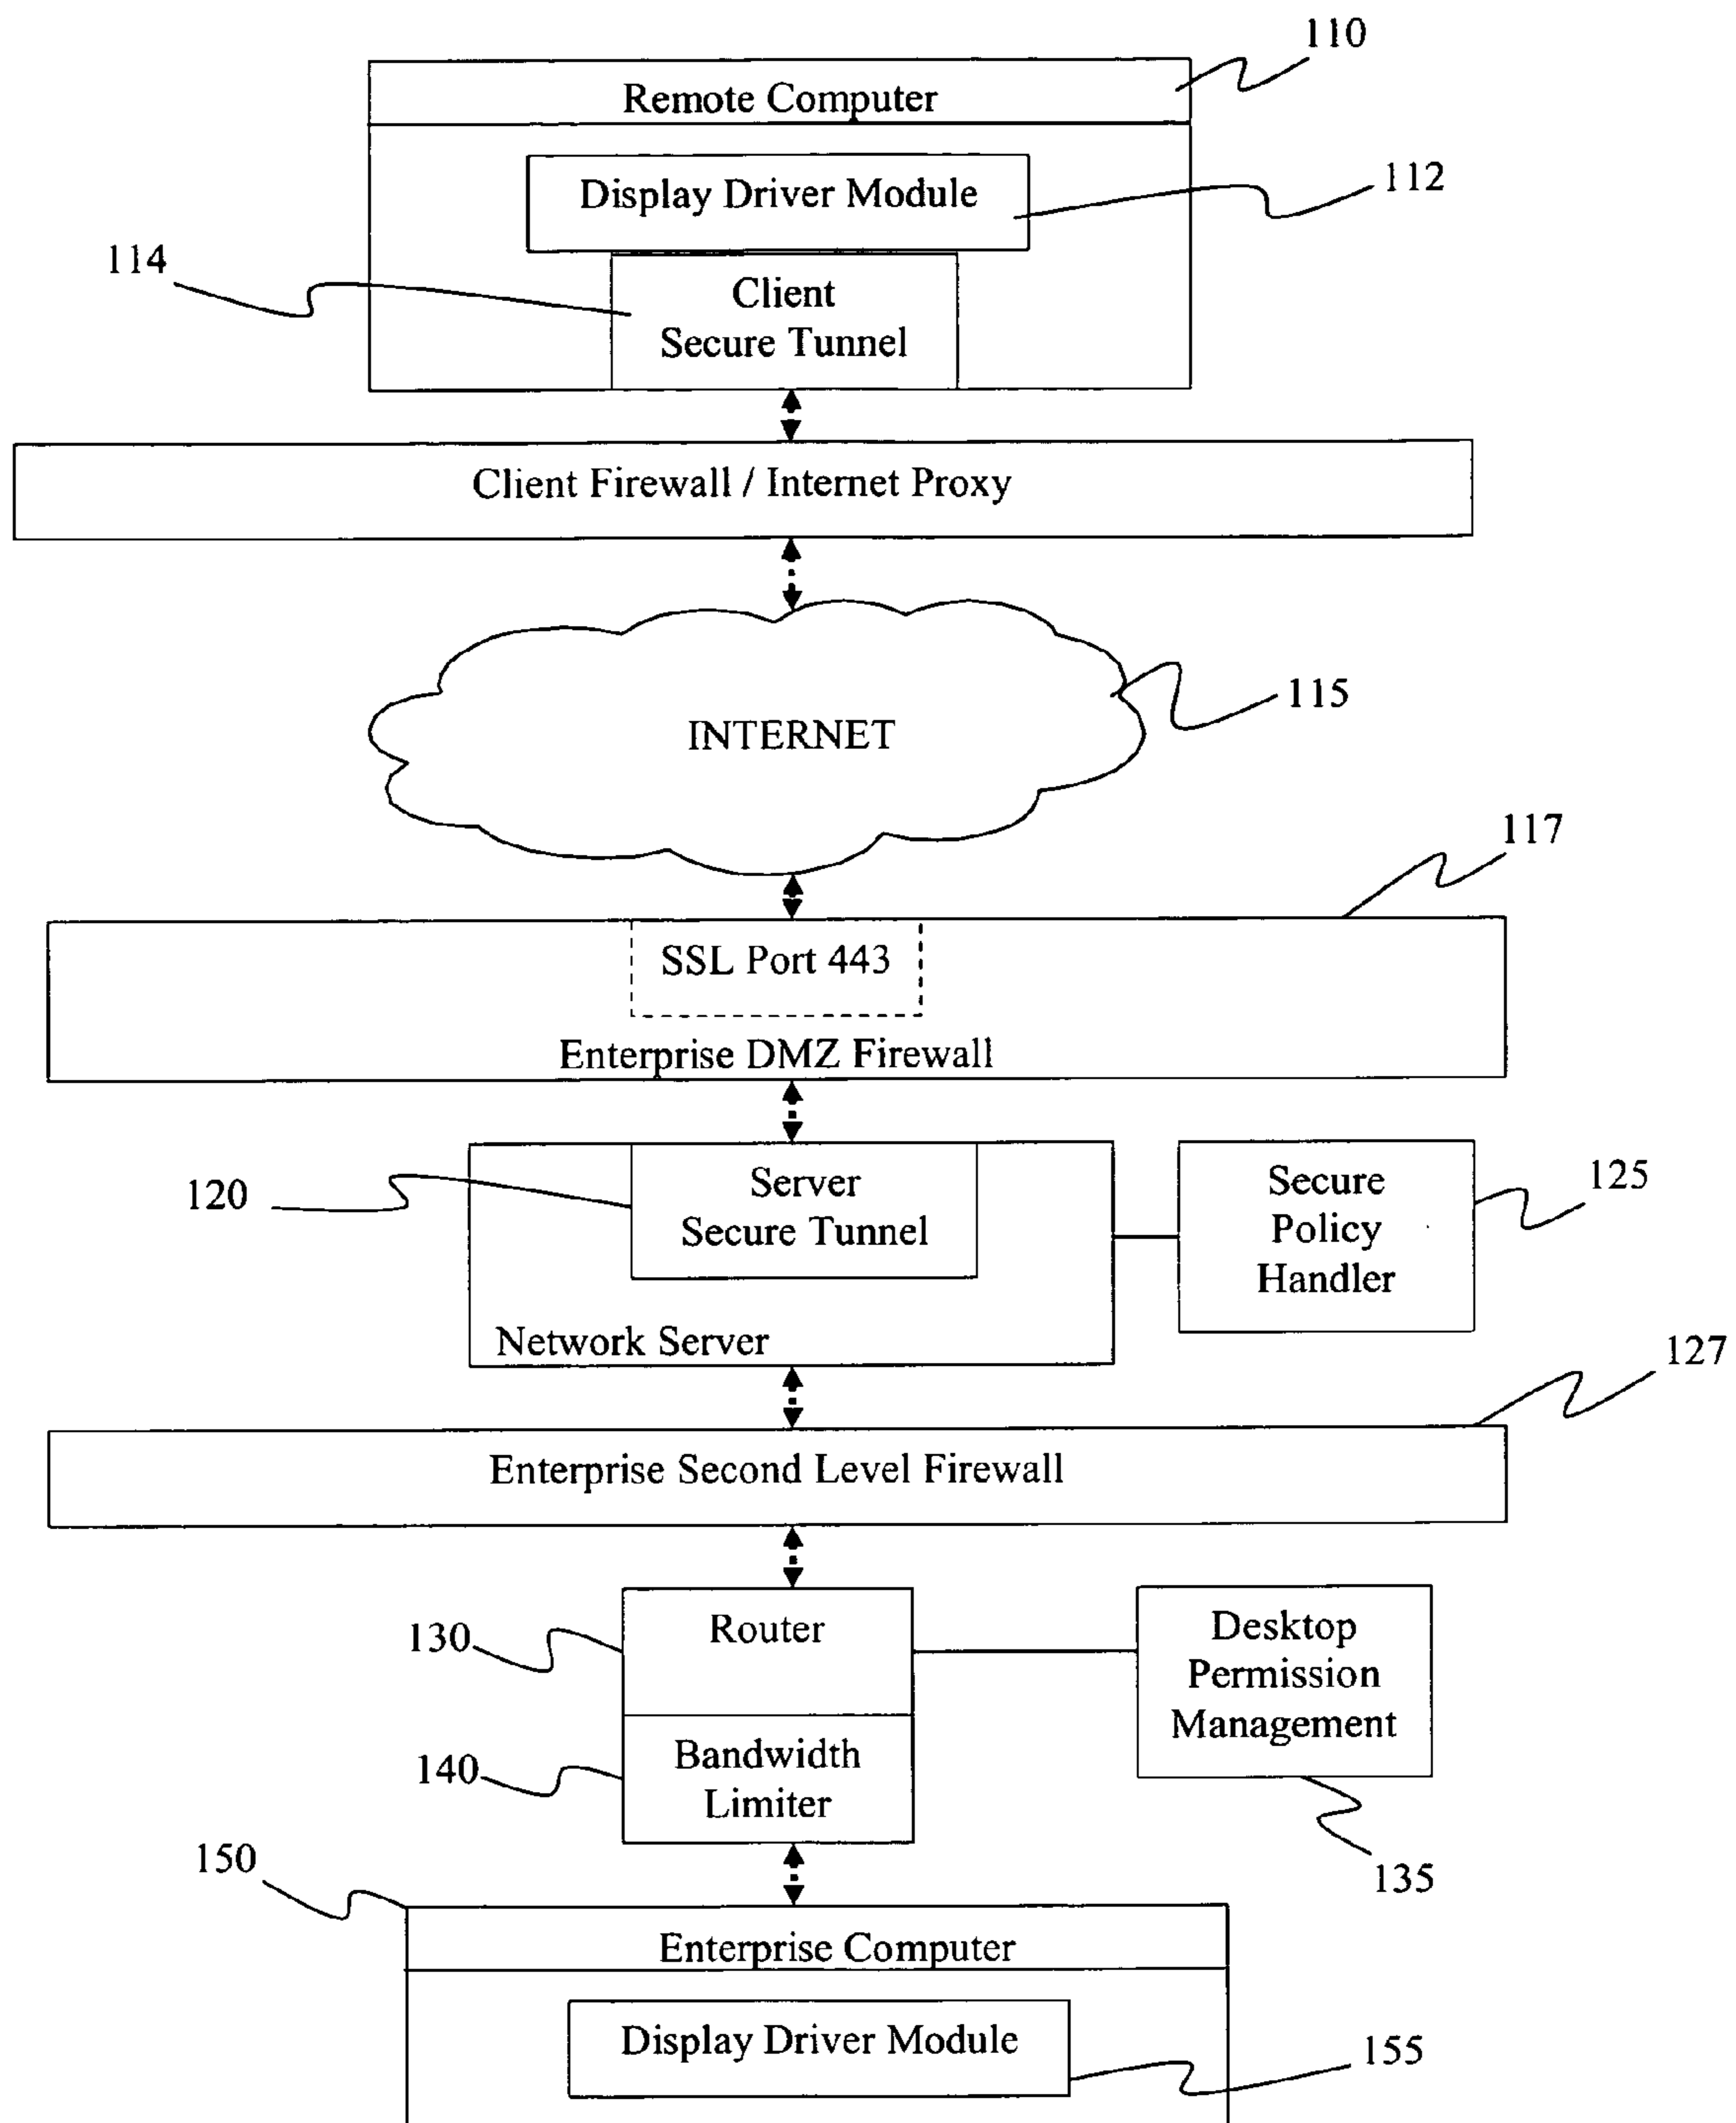 110
Remote Computer
Display Driver Module
112
114
Client
Secure Tunnel
Client Firewall / Internet Proxy
INTERNET
115
117
SSL Port 443
Enterprise DMZ Firewall
120
Server
Secure Tunnel
Secure
Policy
Handler
125
Network Server
127
Enterprise Second Level Firewall
130
Router
Desktop
Permission
Management
140
Bandwidth
Limiter
135
150
Enterprise Computer
Display Driver Module
155